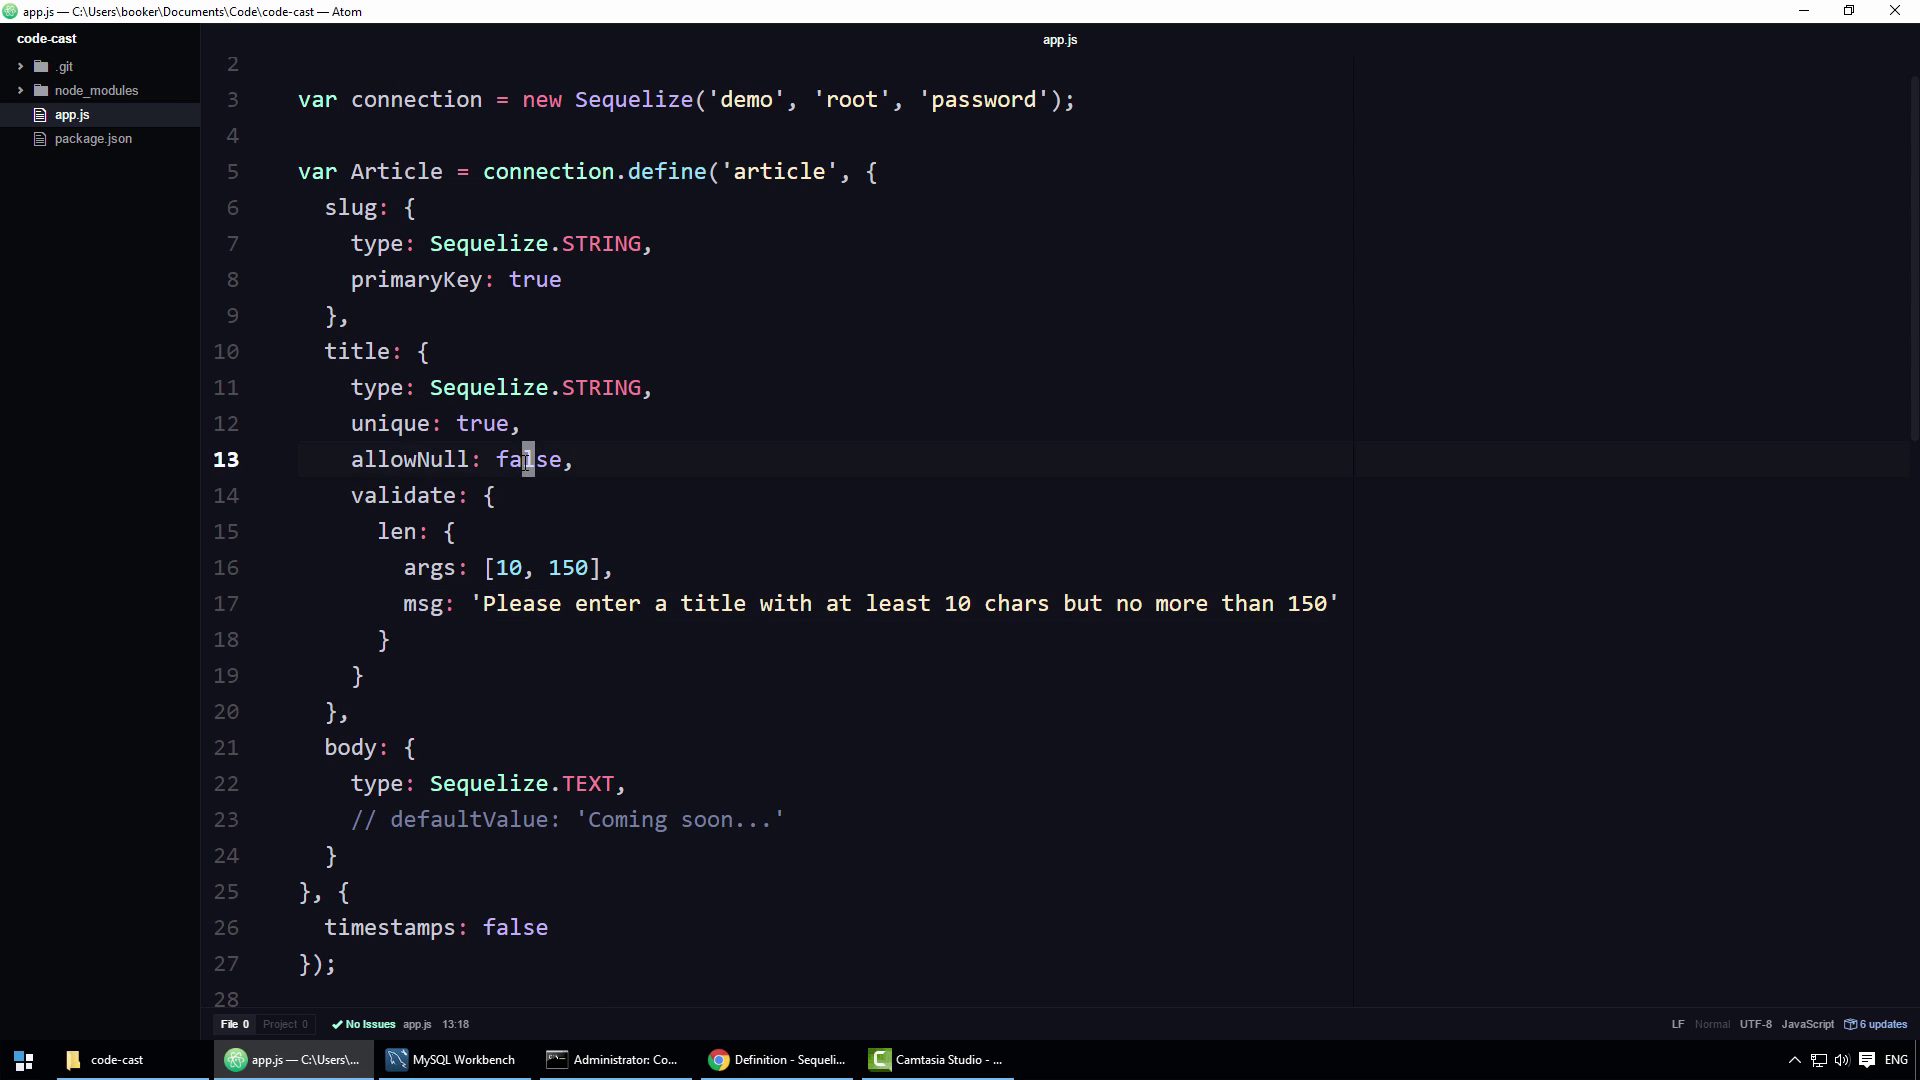 app.js — C:\Users\booker\Documents\Code\code-cast — Atom
code-cast
.git
node_modules
app.js
package.json
app.js
2
3 var connection = new Sequelize('demo', 'root', 'password');
4
5 var Article = connection.define('article', {
6 slug: {
7 type: Sequelize.STRING,
8 primaryKey: true
9 },
10 title: {
11 type: Sequelize.STRING,
12 unique: true,
13 allowNull: false,
14 validate: {
15 len: {
16 args: [10, 150],
17 msg: 'Please enter a title with at least 10 chars but no more than 150'
18 }
19 }
20 },
21 body: {
22 type: Sequelize.TEXT,
23 // defaultValue: 'Coming soon...'
24 }
25 }, {
26 timestamps: false
27 });
28
File 0 Project 0 No Issues app.js 13:18 LF Normal UTF-8 JavaScript 6 updates
code-cast app.js — C:\Users\... MySQL Workbench Administrator: Co... Definition - Sequeli... Camtasia Studio - ... ENG